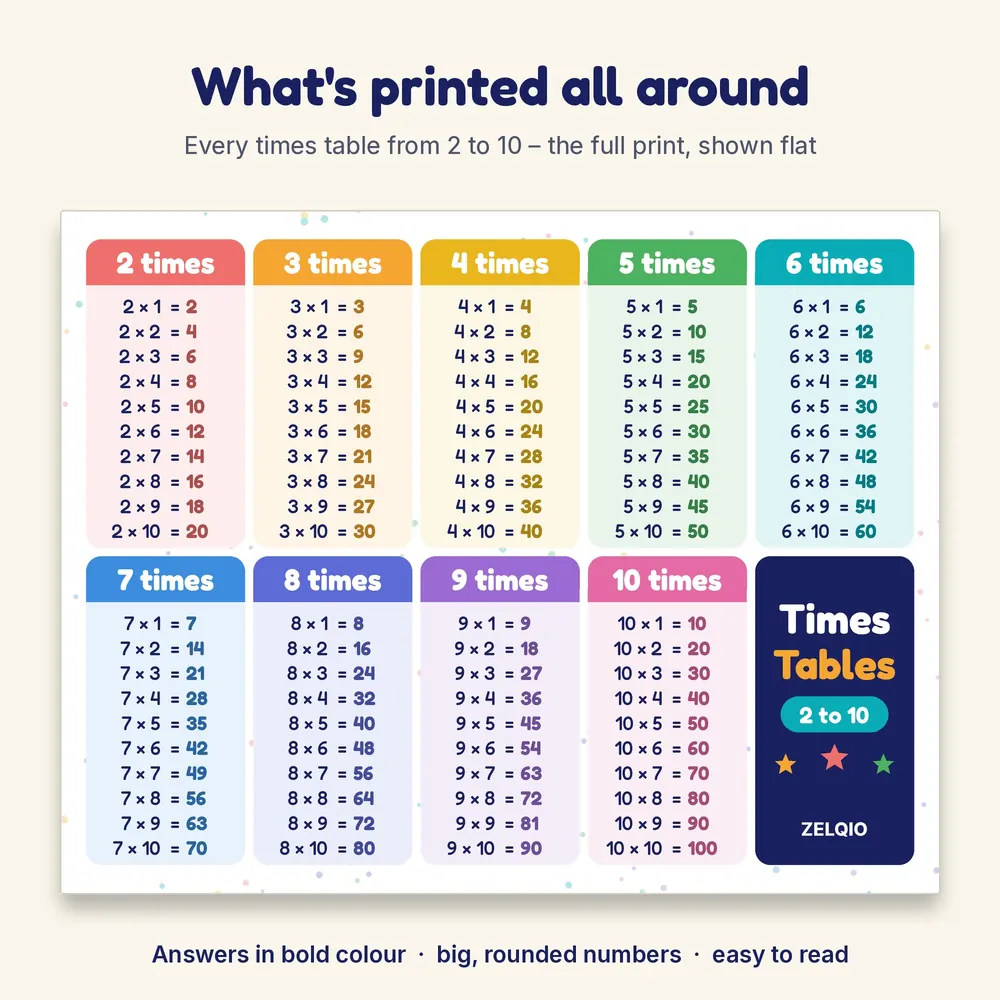 What's printed all around
Every times table from 2 to 10 – the full print, shown flat
2 times
2 × 1 = 2
2 × 2 = 4
2 × 3 = 6
2 × 4 = 8
2 × 5 = 10
2 × 6 = 12
2 × 7 = 14
2 × 8 = 16
2 × 9 = 18
2 × 10 = 20
3 times
3 × 1 = 3
3 × 2 = 6
3 × 3 = 9
3 × 4 = 12
3 × 5 = 15
3 × 6 = 18
3 × 7 = 21
3 × 8 = 24
3 × 9 = 27
3 × 10 = 30
4 times
4 × 1 = 4
4 × 2 = 8
4 × 3 = 12
4 × 4 = 16
4 × 5 = 20
4 × 6 = 24
4 × 7 = 28
4 × 8 = 32
4 × 9 = 36
4 × 10 = 40
5 times
5 × 1 = 5
5 × 2 = 10
5 × 3 = 15
5 × 4 = 20
5 × 5 = 25
5 × 6 = 30
5 × 7 = 35
5 × 8 = 40
5 × 9 = 45
5 × 10 = 50
6 times
6 × 1 = 6
6 × 2 = 12
6 × 3 = 18
6 × 4 = 24
6 × 5 = 30
6 × 6 = 36
6 × 7 = 42
6 × 8 = 48
6 × 9 = 54
6 × 10 = 60
7 times
7 × 1 = 7
7 × 2 = 14
7 × 3 = 21
7 × 4 = 28
7 × 5 = 35
7 × 6 = 42
7 × 7 = 49
7 × 8 = 56
7 × 9 = 63
7 × 10 = 70
8 times
8 × 1 = 8
8 × 2 = 16
8 × 3 = 24
8 × 4 = 32
8 × 5 = 40
8 × 6 = 48
8 × 7 = 56
8 × 8 = 64
8 × 9 = 72
8 × 10 = 80
9 times
9 × 1 = 9
9 × 2 = 18
9 × 3 = 27
9 × 4 = 36
9 × 5 = 45
9 × 6 = 54
9 × 7 = 63
9 × 8 = 72
9 × 9 = 81
9 × 10 = 90
10 times
10 × 1 = 10
10 × 2 = 20
10 × 3 = 30
10 × 4 = 40
10 × 5 = 50
10 × 6 = 60
10 × 7 = 70
10 × 8 = 80
10 × 9 = 90
10 × 10 = 100
Times
Tables
2 to 10
ZELQIO
Answers in bold colour · big, rounded numbers · easy to read